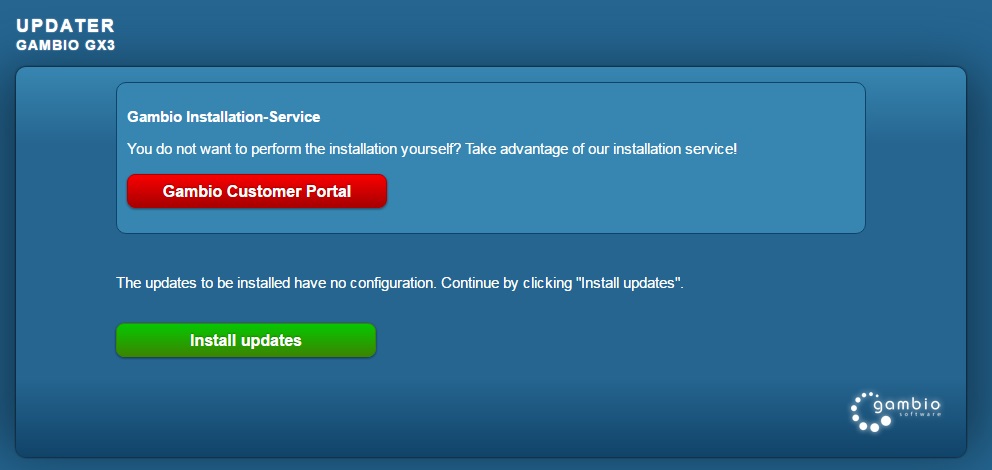 UPDATER
GAMBIO GX3
Gambio Installation-Service
You do not want to perform the installation yourself? Take advantage of our installation service!
Gambio Customer Portal
The updates to be installed have no configuration. Continue by clicking "Install updates".
Install updates
gambio
software